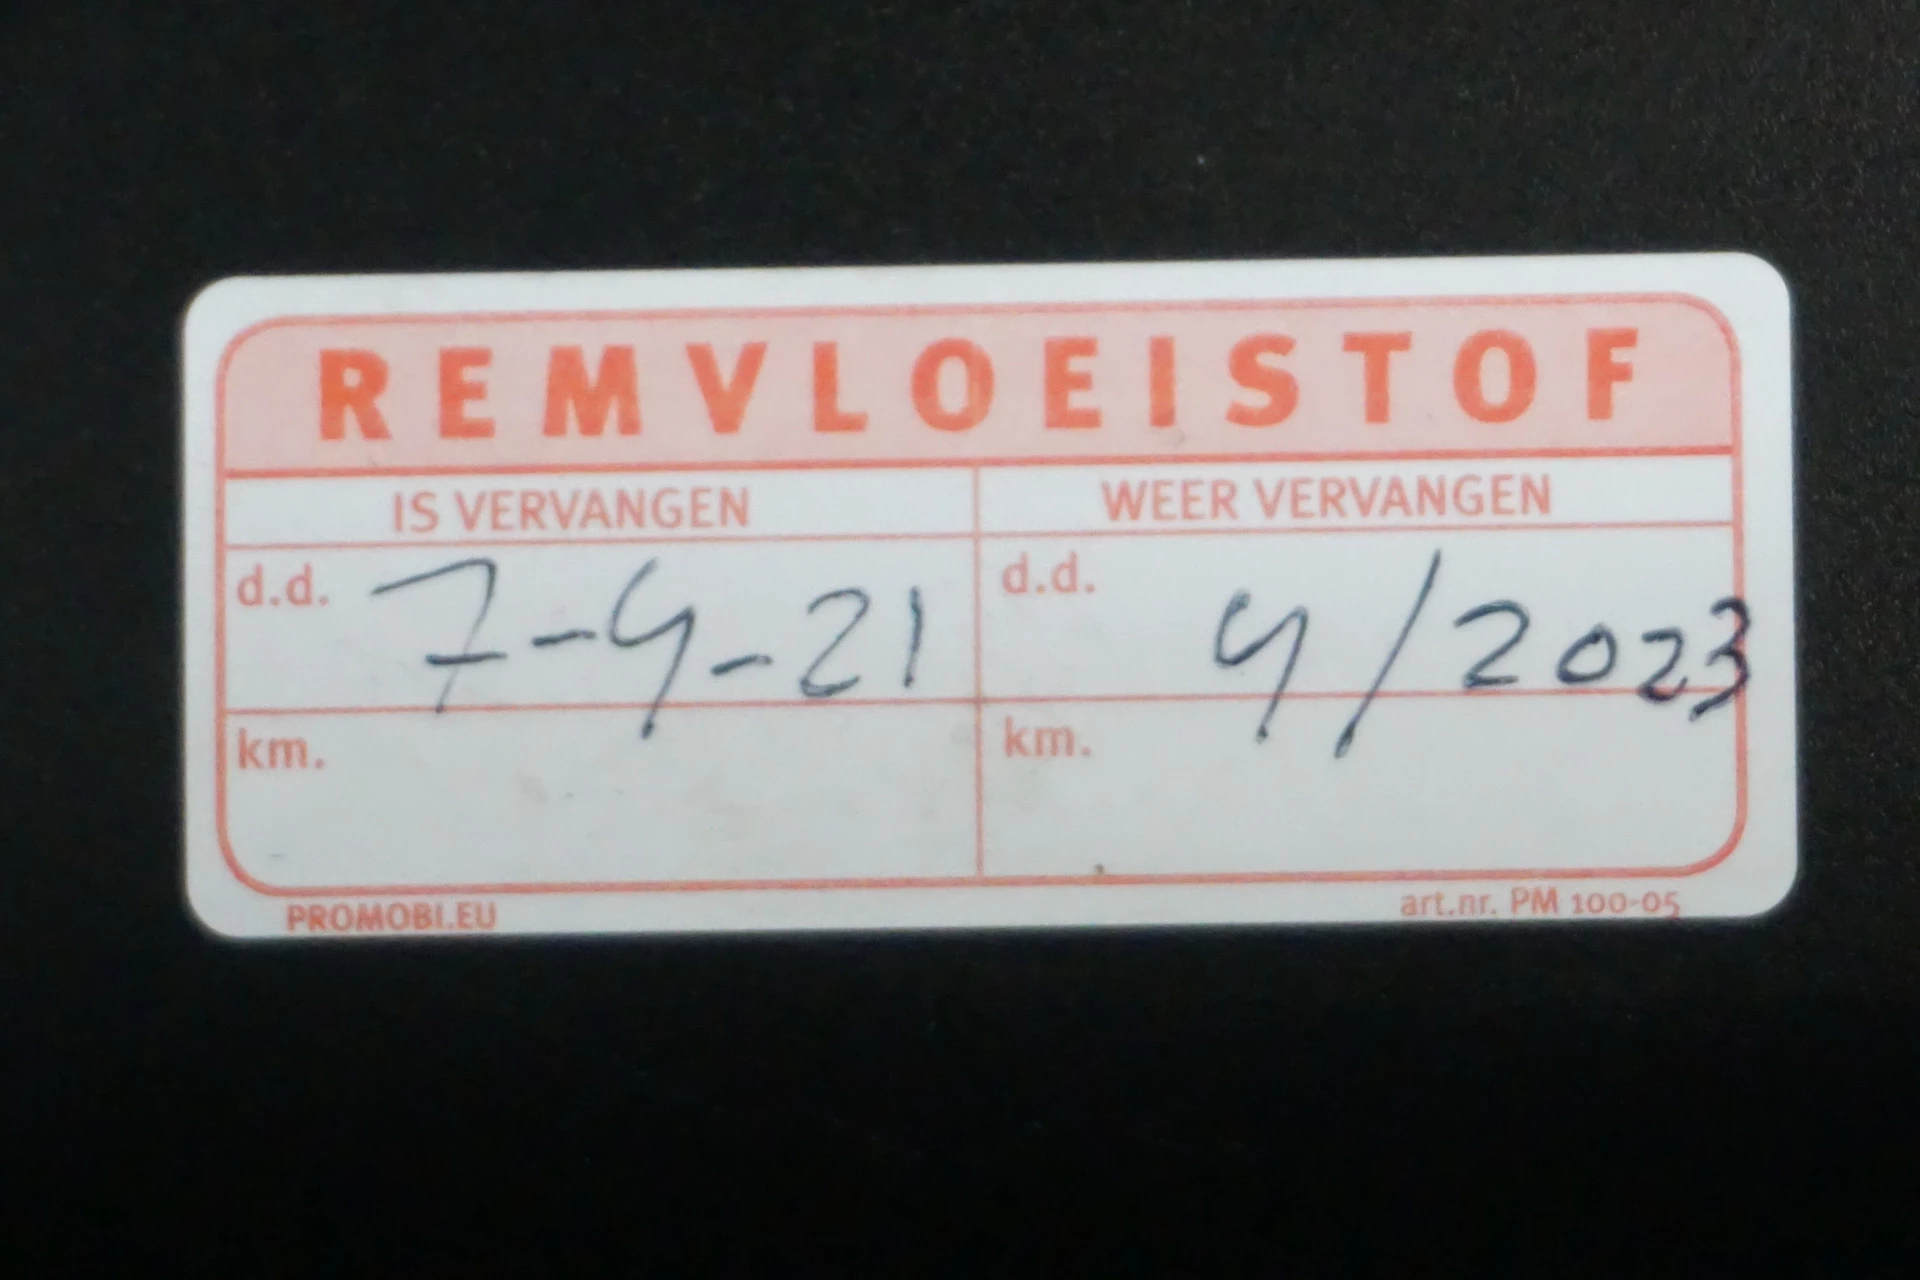 REMVLOEISTOF
IS VERVANGEN WEER VERVANGEN
d.d. 7-4-21 d.d. 4/2023
km. km.
PROMOBI.EU art.nr. PM 100-05